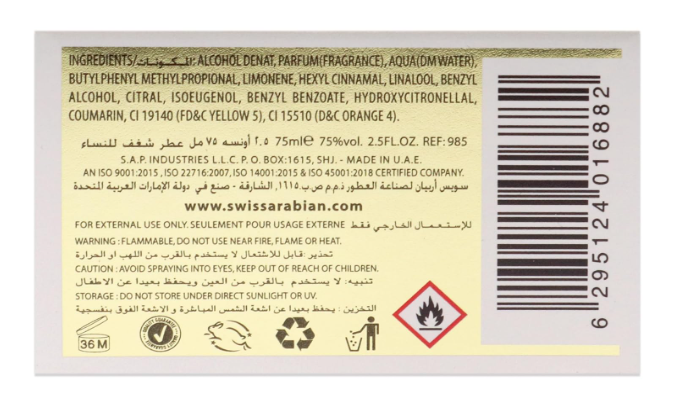 INGREDIENTS/المكونات: ALCOHOL DENAT, PARFUM(FRAGRANCE), AQUA(DM WATER),
BUTYLPHENYL METHYLPROPIONAL, LIMONENE, HEXYL CINNAMAL, LINALOOL, BENZYL
ALCOHOL, CITRAL, ISOEUGENOL, BENZYL BENZOATE, HYDROXYCITRONELLAL,
COUMARIN, CI 19140 (FD&C YELLOW 5), CI 15510 (D&C ORANGE 4).
٢.٥ أونسه ٧٥ مل عطر شغف للنساء 75ml℮ 75%vol. 2.5FL.OZ. REF: 985
S.A.P. INDUSTRIES L.L.C. P.O. BOX:1615, SHJ. - MADE IN U.A.E.
AN ISO 9001:2015 , ISO 22716:2007, ISO 14001:2015 & ISO 45001:2018 CERTIFIED COMPANY.
سويس أربيان لصناعة العطور ذ.م.م ص.ب.١٦١٥، الشارقة - صنع في دولة الإمارات العربية المتحدة
www.swissarabian.com
FOR EXTERNAL USE ONLY. SEULEMENT POUR USAGE EXTERNE للإستعمال الخارجي فقط
WARNING : FLAMMABLE, DO NOT USE NEAR FIRE, FLAME OR HEAT.
تحذير: قابل للاشتعال لا يستخدم بالقرب من اللهب او الحرارة
CAUTION : AVOID SPRAYING INTO EYES, KEEP OUT OF REACH OF CHILDREN.
تنبيه: لا يستخدم بالقرب من العين ويحفظ بعيدا عن الاطفال
STORAGE : DO NOT STORE UNDER DIRECT SUNLIGHT OR UV.
التخزين : يحفظ بعيدا عن اشعة الشمس المباشرة و الاشعة الفوق بنفسجية
36 M
6 295124 016882